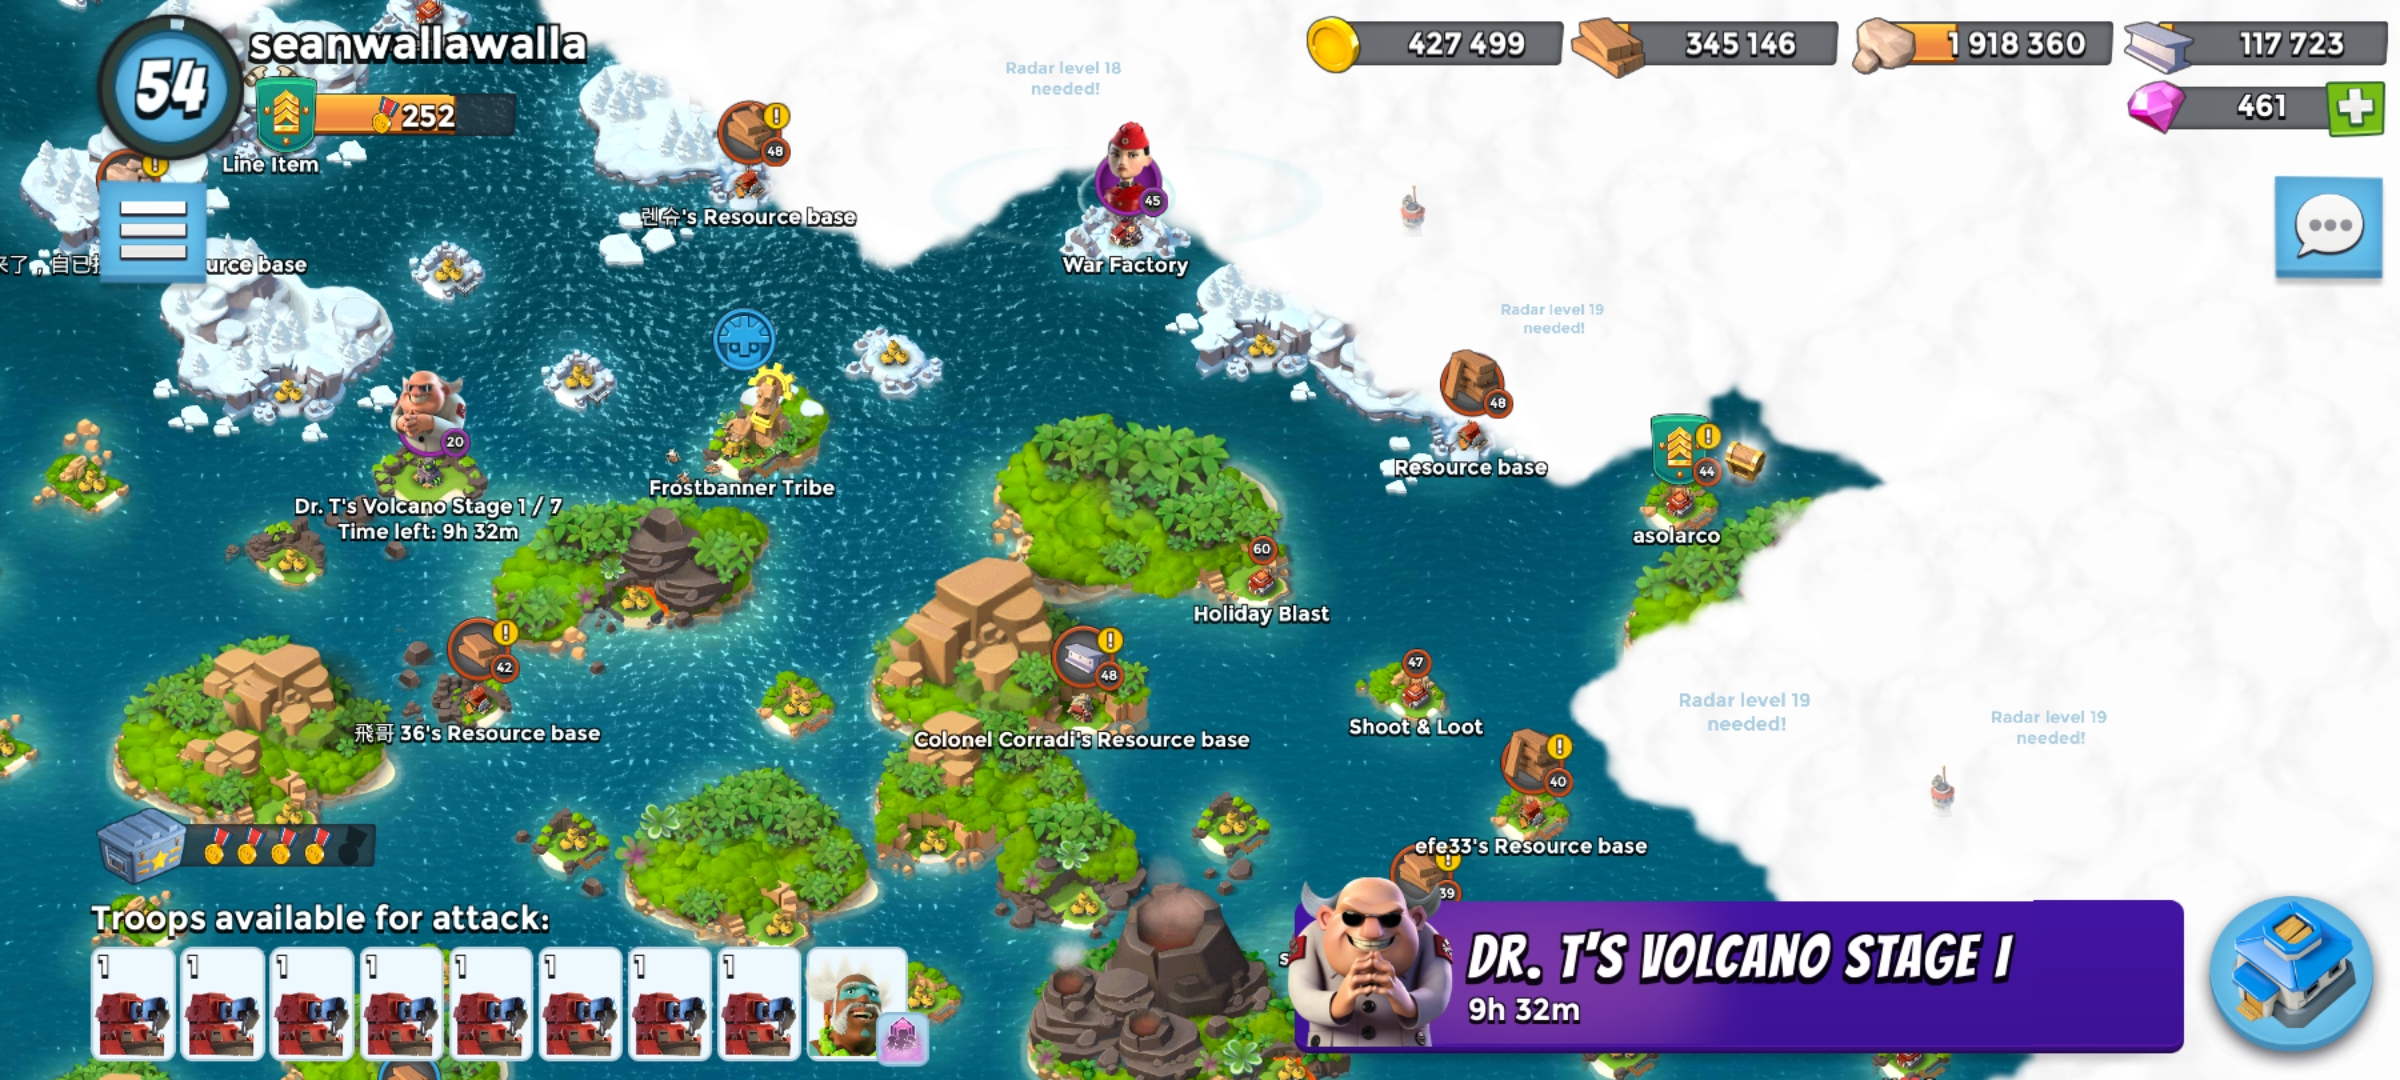 54
seanwallawalla
252
Line Item
427 499
345 146
1 918 360
117 723
461
Radar level 18
needed!
48
렌슈's Resource base
45
War Factory
urce base
Radar level 19
needed!
48
Resource base
20
Dr. T's Volcano Stage 1 / 7
Time left: 9h 32m
Frostbanner Tribe
44
asolarco
60
Holiday Blast
42
飛哥 36's Resource base
48
Colonel Corradi's Resource base
47
Shoot & Loot
Radar level 19
needed!
Radar level 19
needed!
40
efe33's Resource base
39
Troops available for attack:
1 1 1 1 1 1 1 1
DR. T'S VOLCANO STAGE 1
9h 32m